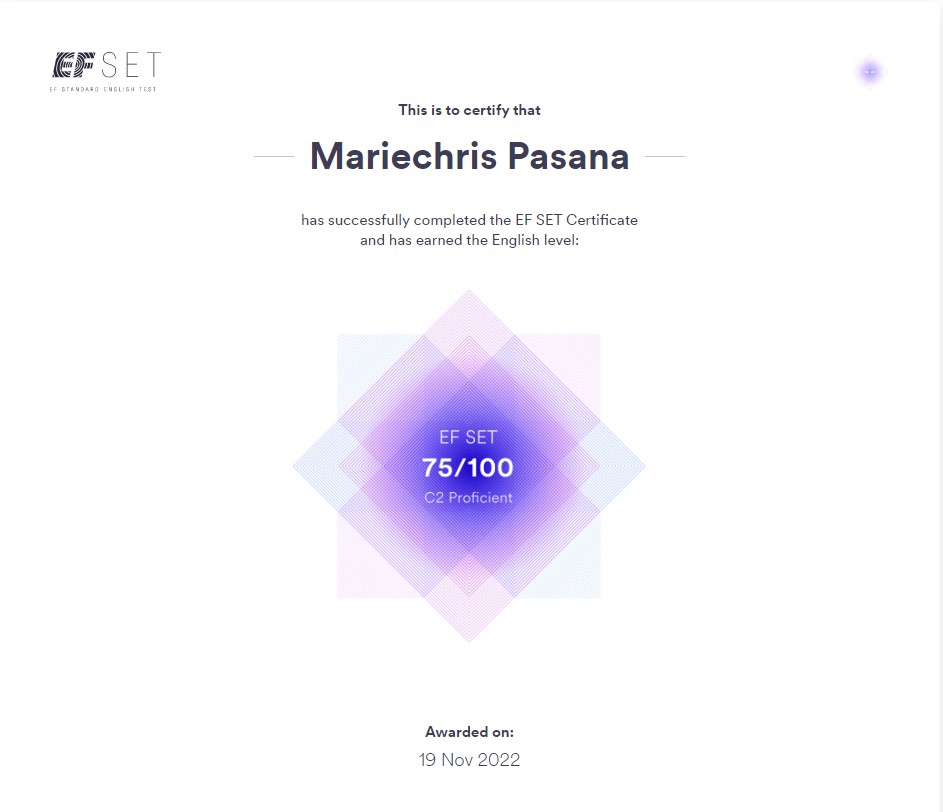 EF SET
EF STANDARD ENGLISH TEST
This is to certify that
Mariechris Pasana
has successfully completed the EF SET Certificate
and has earned the English level:
EF SET
75/100
C2 Proficient
Awarded on:
19 Nov 2022